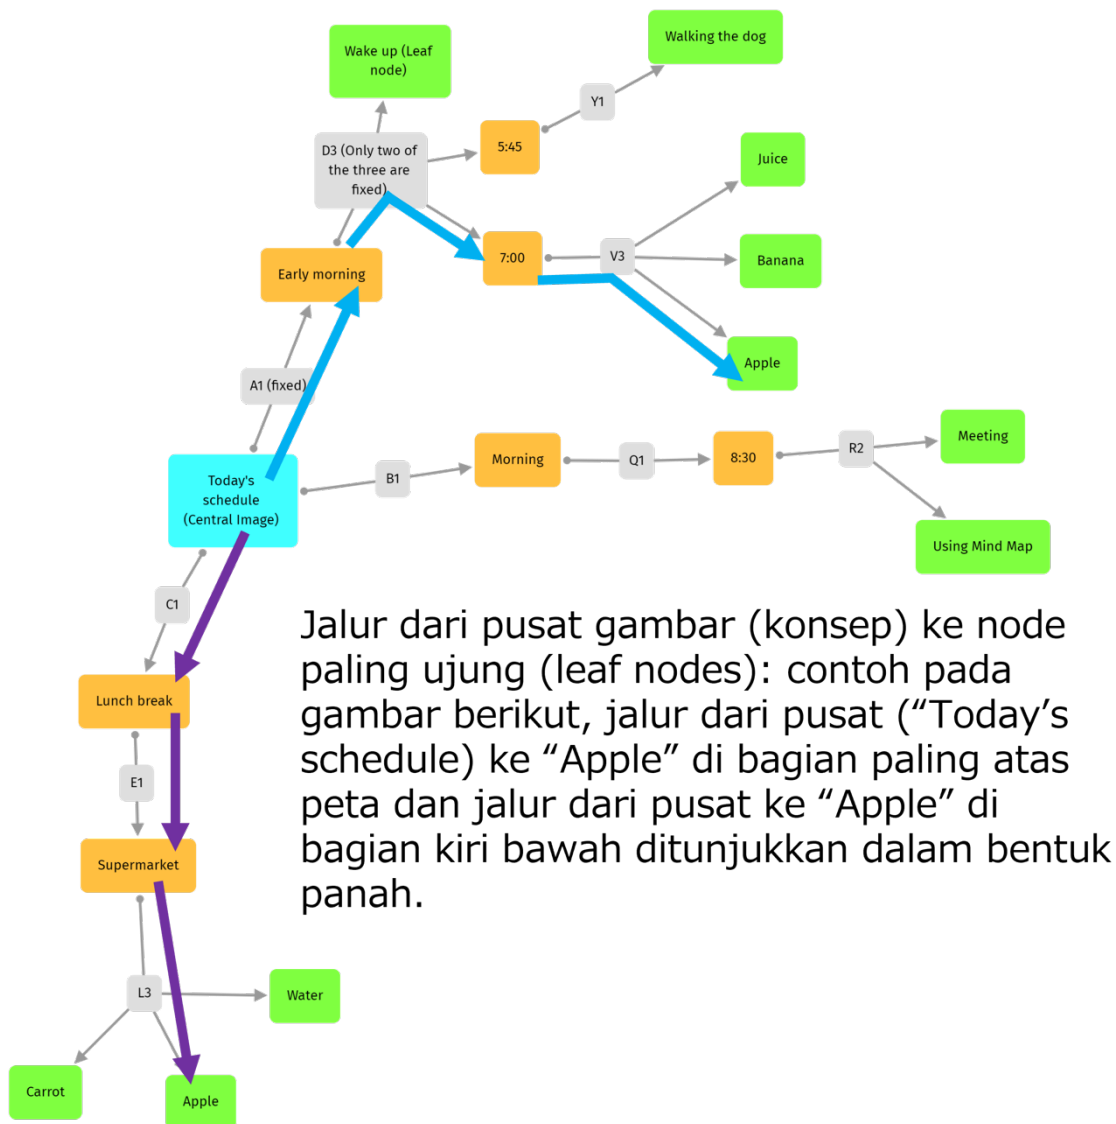 Wake up (Leaf
node)
Walking the dog
Y1
D3 (Only two of
the three are
fixed)
5:45
Juice
7:00
V3
Banana
Early morning
Apple
A1 (fixed)
Today's
schedule
(Central Image)
B1
Morning
Q1
8:30
R2
Meeting
Using Mind Map
C1
Jalur dari pusat gambar (konsep) ke node
paling ujung (leaf nodes): contoh pada
gambar berikut, jalur dari pusat (“Today’s
schedule) ke “Apple” di bagian paling atas
peta dan jalur dari pusat ke “Apple” di
bagian kiri bawah ditunjukkan dalam bentuk
panah.
Lunch break
E1
Supermarket
L3
Water
Carrot
Apple